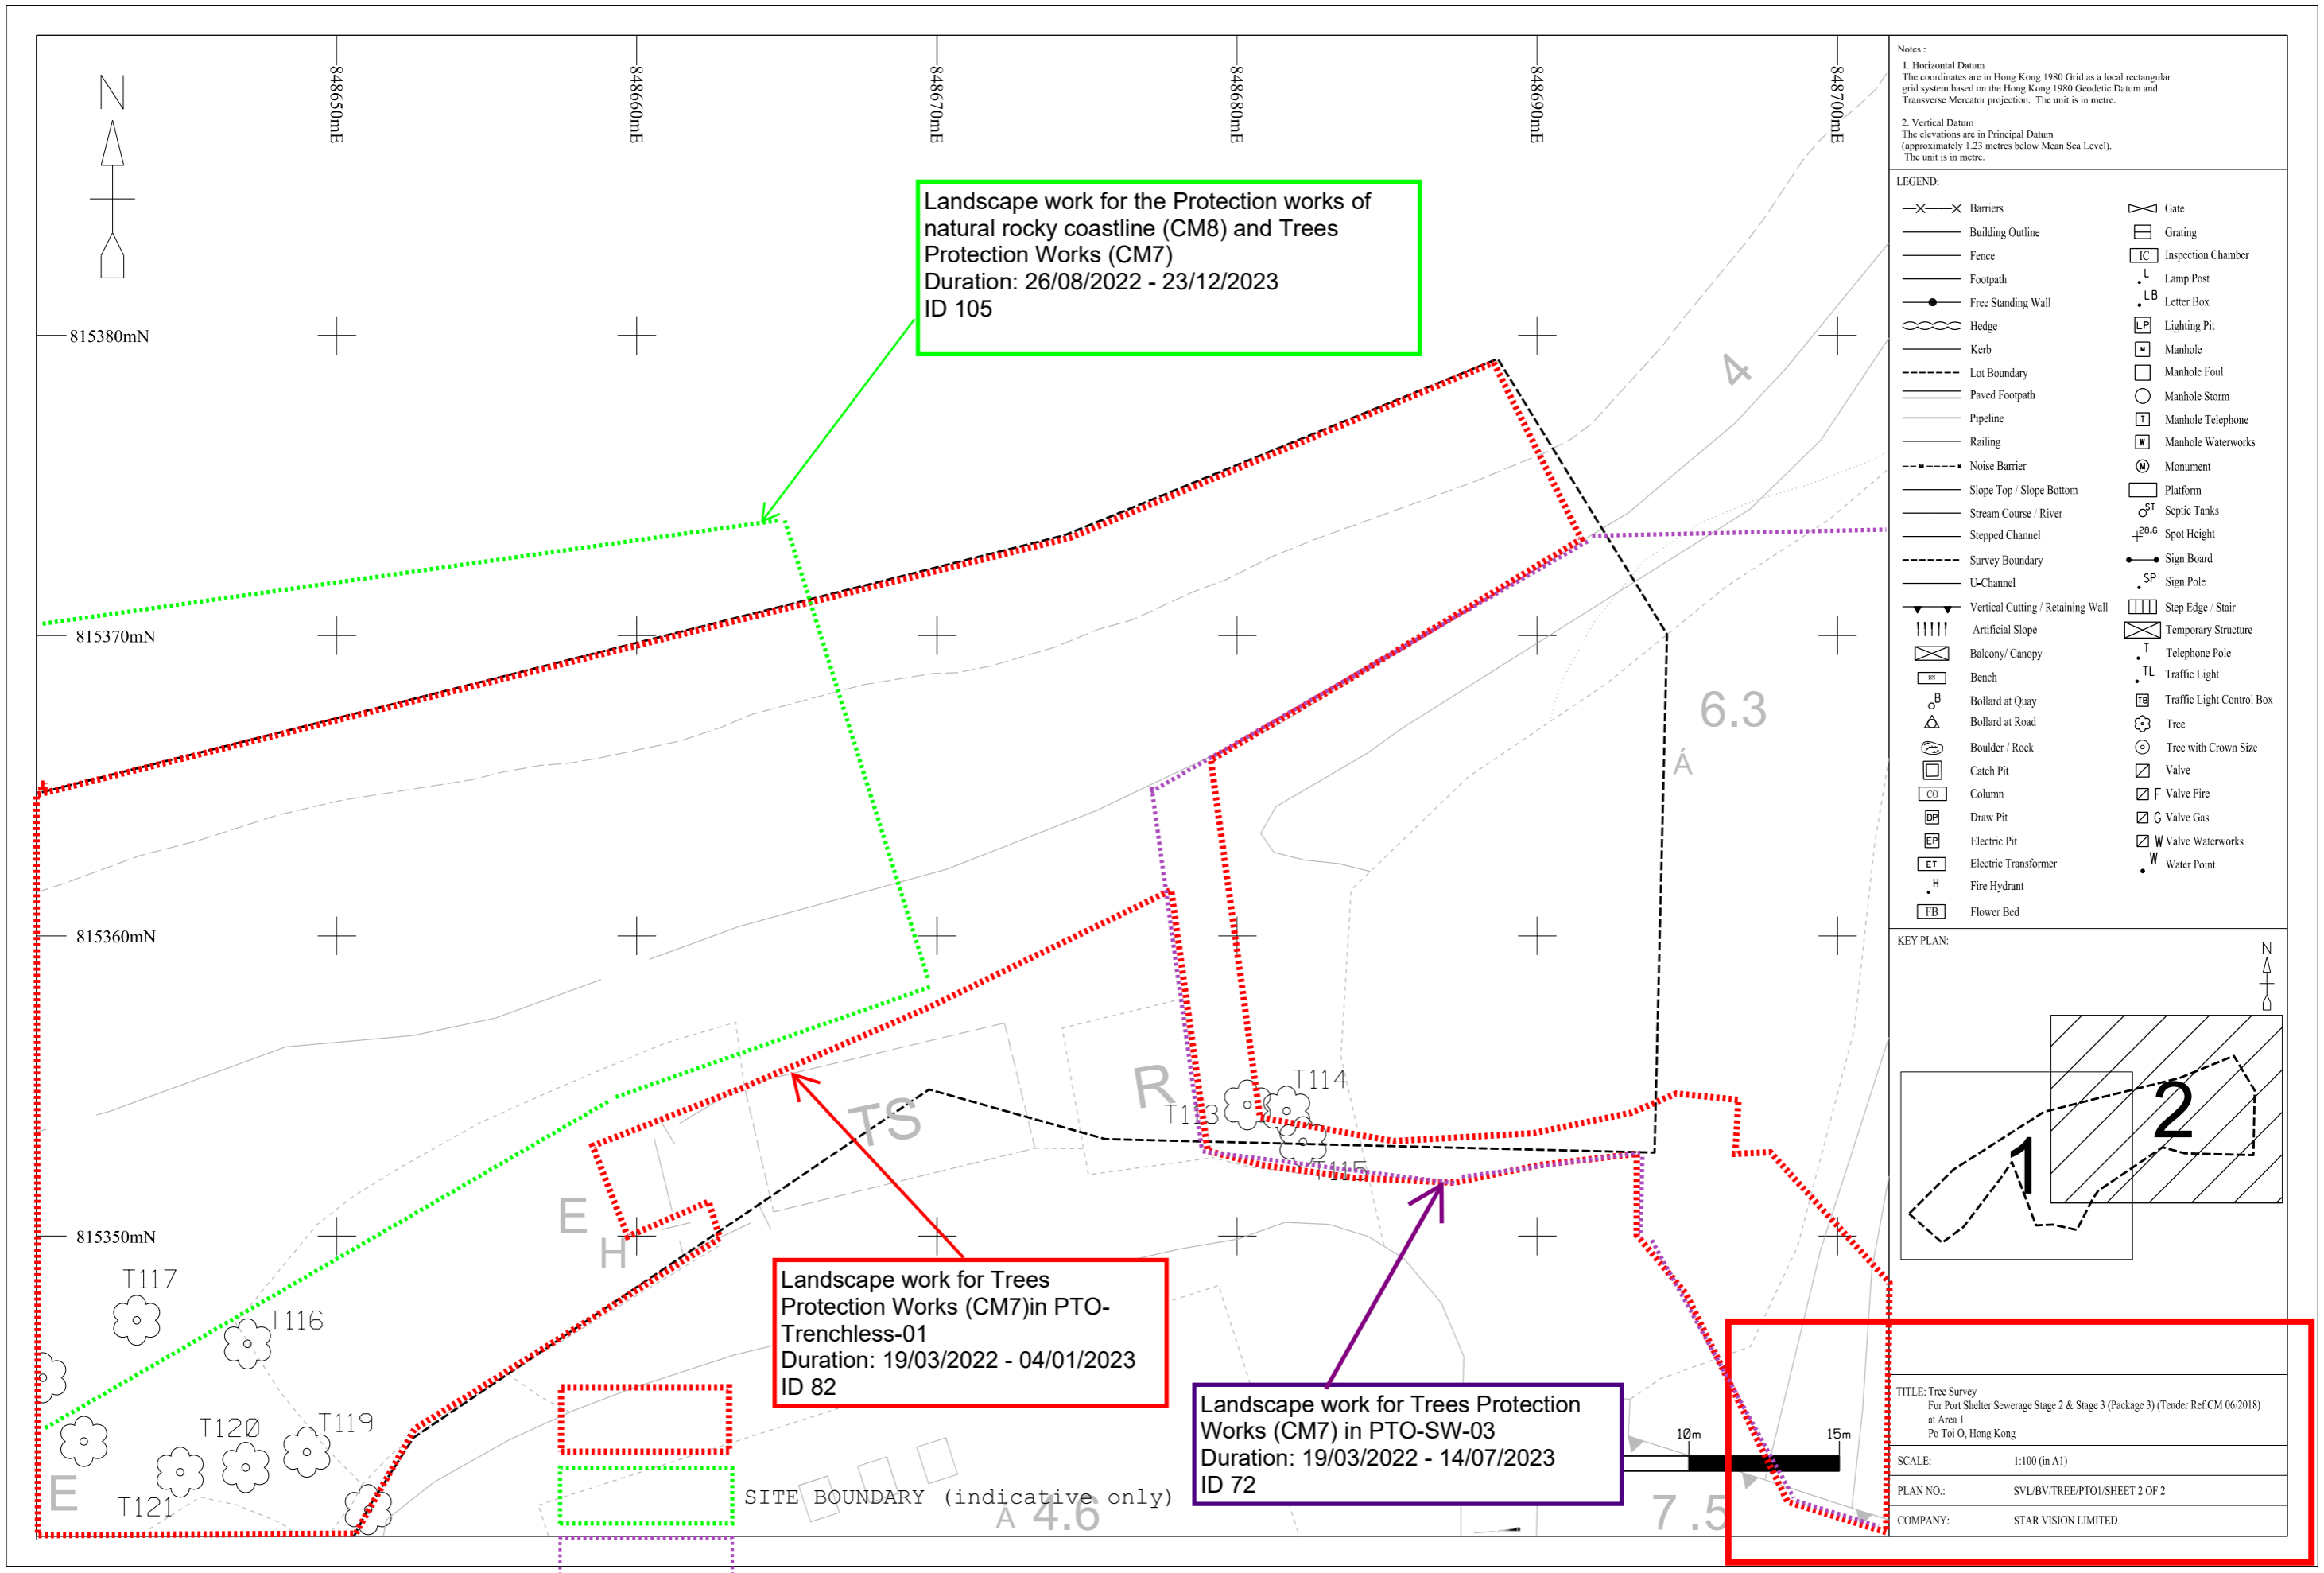 N
848650mE
848660mE
848670mE
848680mE
848690mE
848700mE
815380mN
815370mN
815360mN
815350mN
Landscape work for the Protection works of
natural rocky coastline (CM8) and Trees
Protection Works (CM7)
Duration: 26/08/2022 - 23/12/2023
ID 105
4
6.3
A
TS
R
E
H
E
T114
T113
T115
T117
T116
T120
T119
T121
Landscape work for Trees
Protection Works (CM7)in PTO-
Trenchless-01
Duration: 19/03/2022 - 04/01/2023
ID 82
Landscape work for Trees Protection
Works (CM7) in PTO-SW-03
Duration: 19/03/2022 - 14/07/2023
ID 72
SITE BOUNDARY (indicative only)
A 4.6
7.5
10m
15m
Notes :
1. Horizontal Datum
The coordinates are in Hong Kong 1980 Grid as a local rectangular
grid system based on the Hong Kong 1980 Geodetic Datum and
Transverse Mercator projection. The unit is in metre.
2. Vertical Datum
The elevations are in Principal Datum
(approximately 1.23 metres below Mean Sea Level).
The unit is in metre.
LEGEND:
Barriers
Building Outline
Fence
Footpath
Free Standing Wall
Hedge
Kerb
Lot Boundary
Paved Footpath
Pipeline
Railing
Noise Barrier
Slope Top / Slope Bottom
Stream Course / River
Stepped Channel
Survey Boundary
U-Channel
Vertical Cutting / Retaining Wall
Artificial Slope
Balcony/ Canopy
BN Bench
B Bollard at Quay
Bollard at Road
Boulder / Rock
Catch Pit
CO Column
DP Draw Pit
EP Electric Pit
ET Electric Transformer
H Fire Hydrant
FB Flower Bed
Gate
Grating
IC Inspection Chamber
L Lamp Post
LB Letter Box
LP Lighting Pit
M Manhole
Manhole Foul
Manhole Storm
T Manhole Telephone
W Manhole Waterworks
M Monument
Platform
ST Septic Tanks
28.6 Spot Height
Sign Board
SP Sign Pole
Step Edge / Stair
Temporary Structure
T Telephone Pole
TL Traffic Light
TB Traffic Light Control Box
Tree
Tree with Crown Size
Valve
F Valve Fire
G Valve Gas
W Valve Waterworks
W Water Point
KEY PLAN:
N
1
2
TITLE: Tree Survey
For Port Shelter Sewerage Stage 2 & Stage 3 (Package 3) (Tender Ref.CM 06/2018)
at Area 1
Po Toi O, Hong Kong
SCALE: 1:100 (in A1)
PLAN NO.: SVL/BV/TREE/PTO1/SHEET 2 OF 2
COMPANY: STAR VISION LIMITED